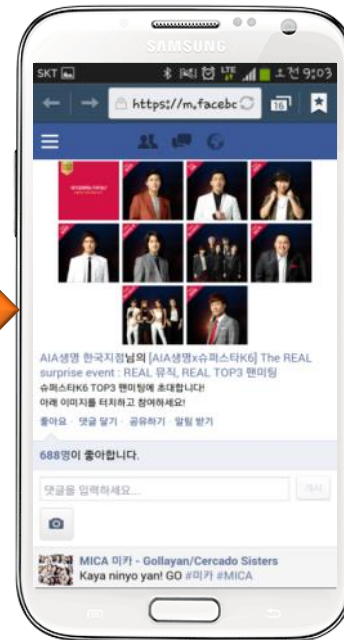 SAMSUNG
SKT LTE 오전 9:03
https://m.facebc 16
AIA생명 한국지점님의 [AIA생명x슈퍼스타K6] The REAL
surprise event : REAL 뮤직, REAL TOP3 팬미팅
슈퍼스타K6 TOP3 팬미팅에 초대합니다!
아래 이미지를 터치하고 참여하세요!
좋아요 · 댓글 달기 · 공유하기 · 알림 받기
688명이 좋아합니다.
댓글을 입력하세요... 게시
MICA 미카 - Gollayan/Cercado Sisters
Kaya ninyo yan! GO #미카 #MICA